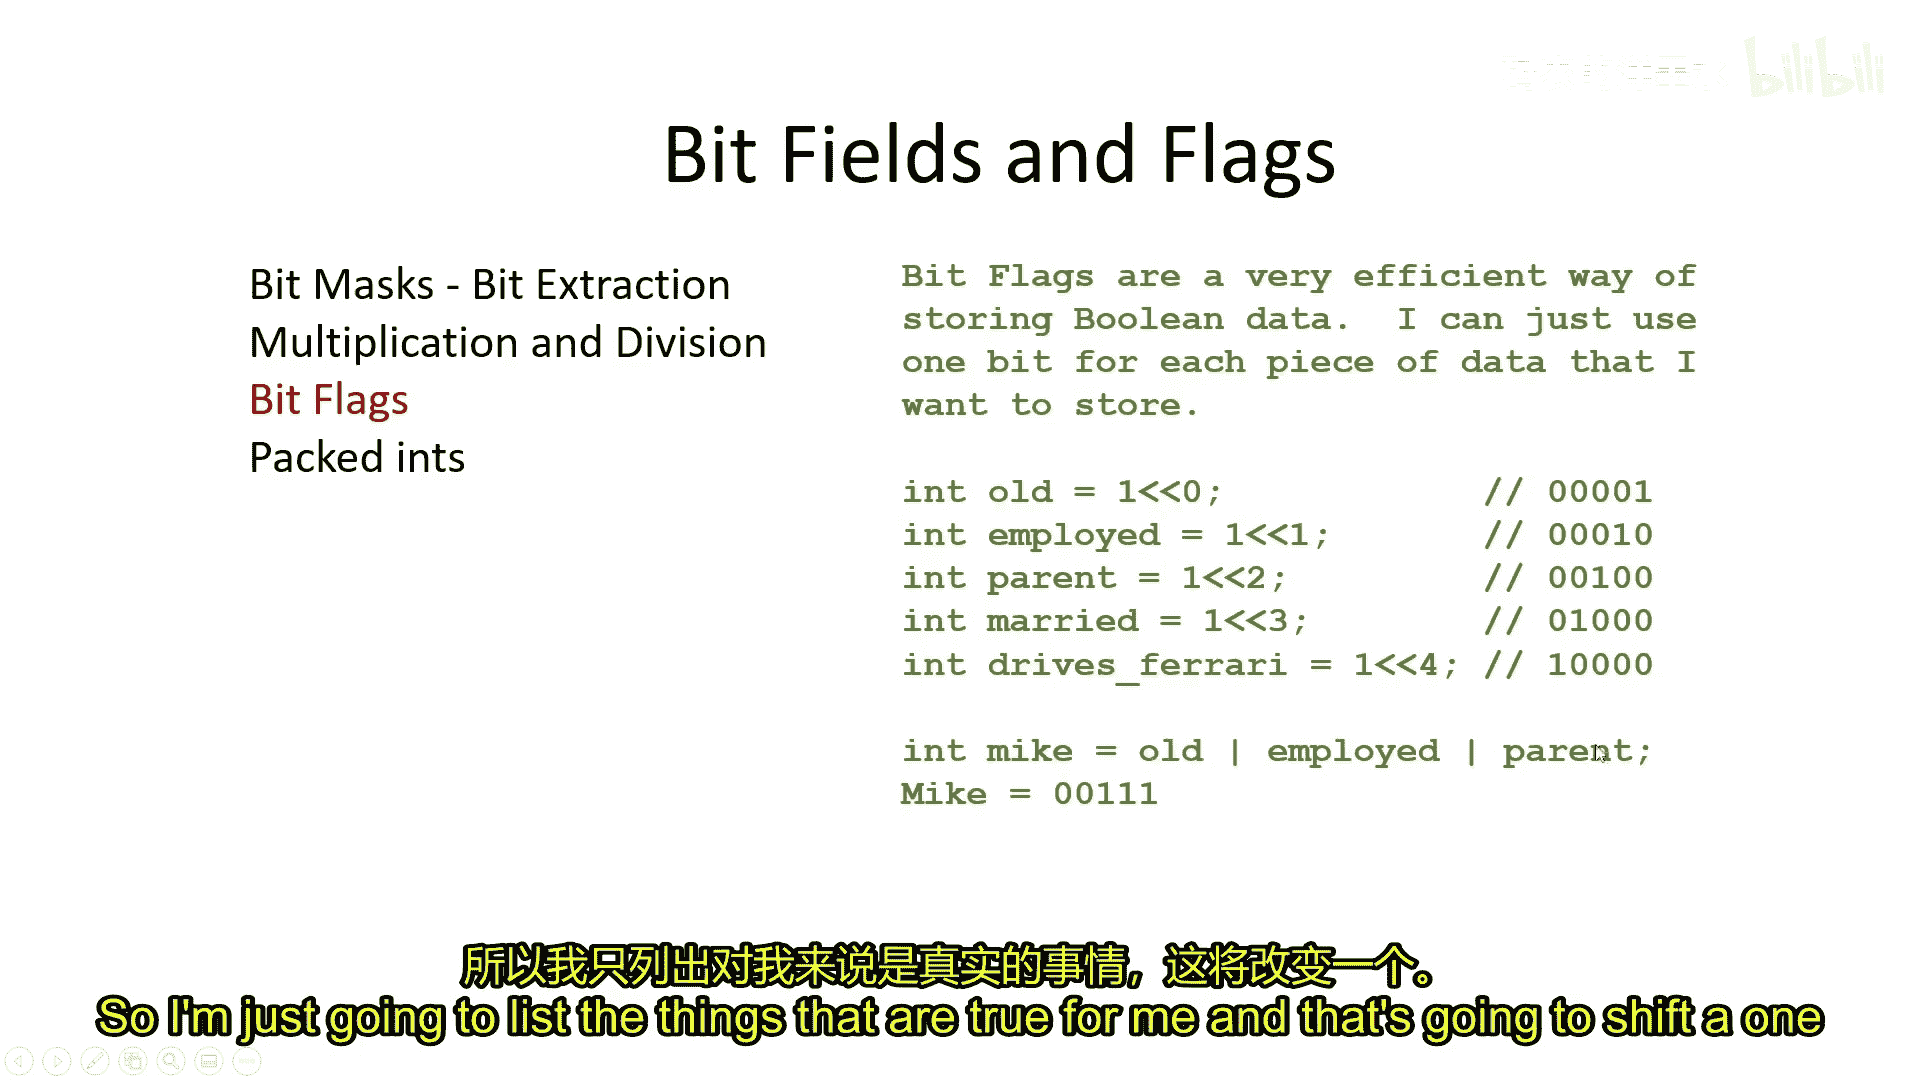 bilibili
Bit Fields and Flags
Bit Masks - Bit Extraction
Multiplication and Division
Bit Flags
Packed ints
Bit Flags are a very efficient way of
storing Boolean data.  I can just use
one bit for each piece of data that I
want to store.
int old = 1<<0;            // 00001
int employed = 1<<1;       // 00010
int parent = 1<<2;         // 00100
int married = 1<<3;        // 01000
int drives_ferrari = 1<<4; // 10000
int mike = old | employed | parent;
Mike = 00111
所以我只列出对我来说是真实的事情，这将改变一个。
So I'm just going to list the things that are true for me and that's going to shift a one